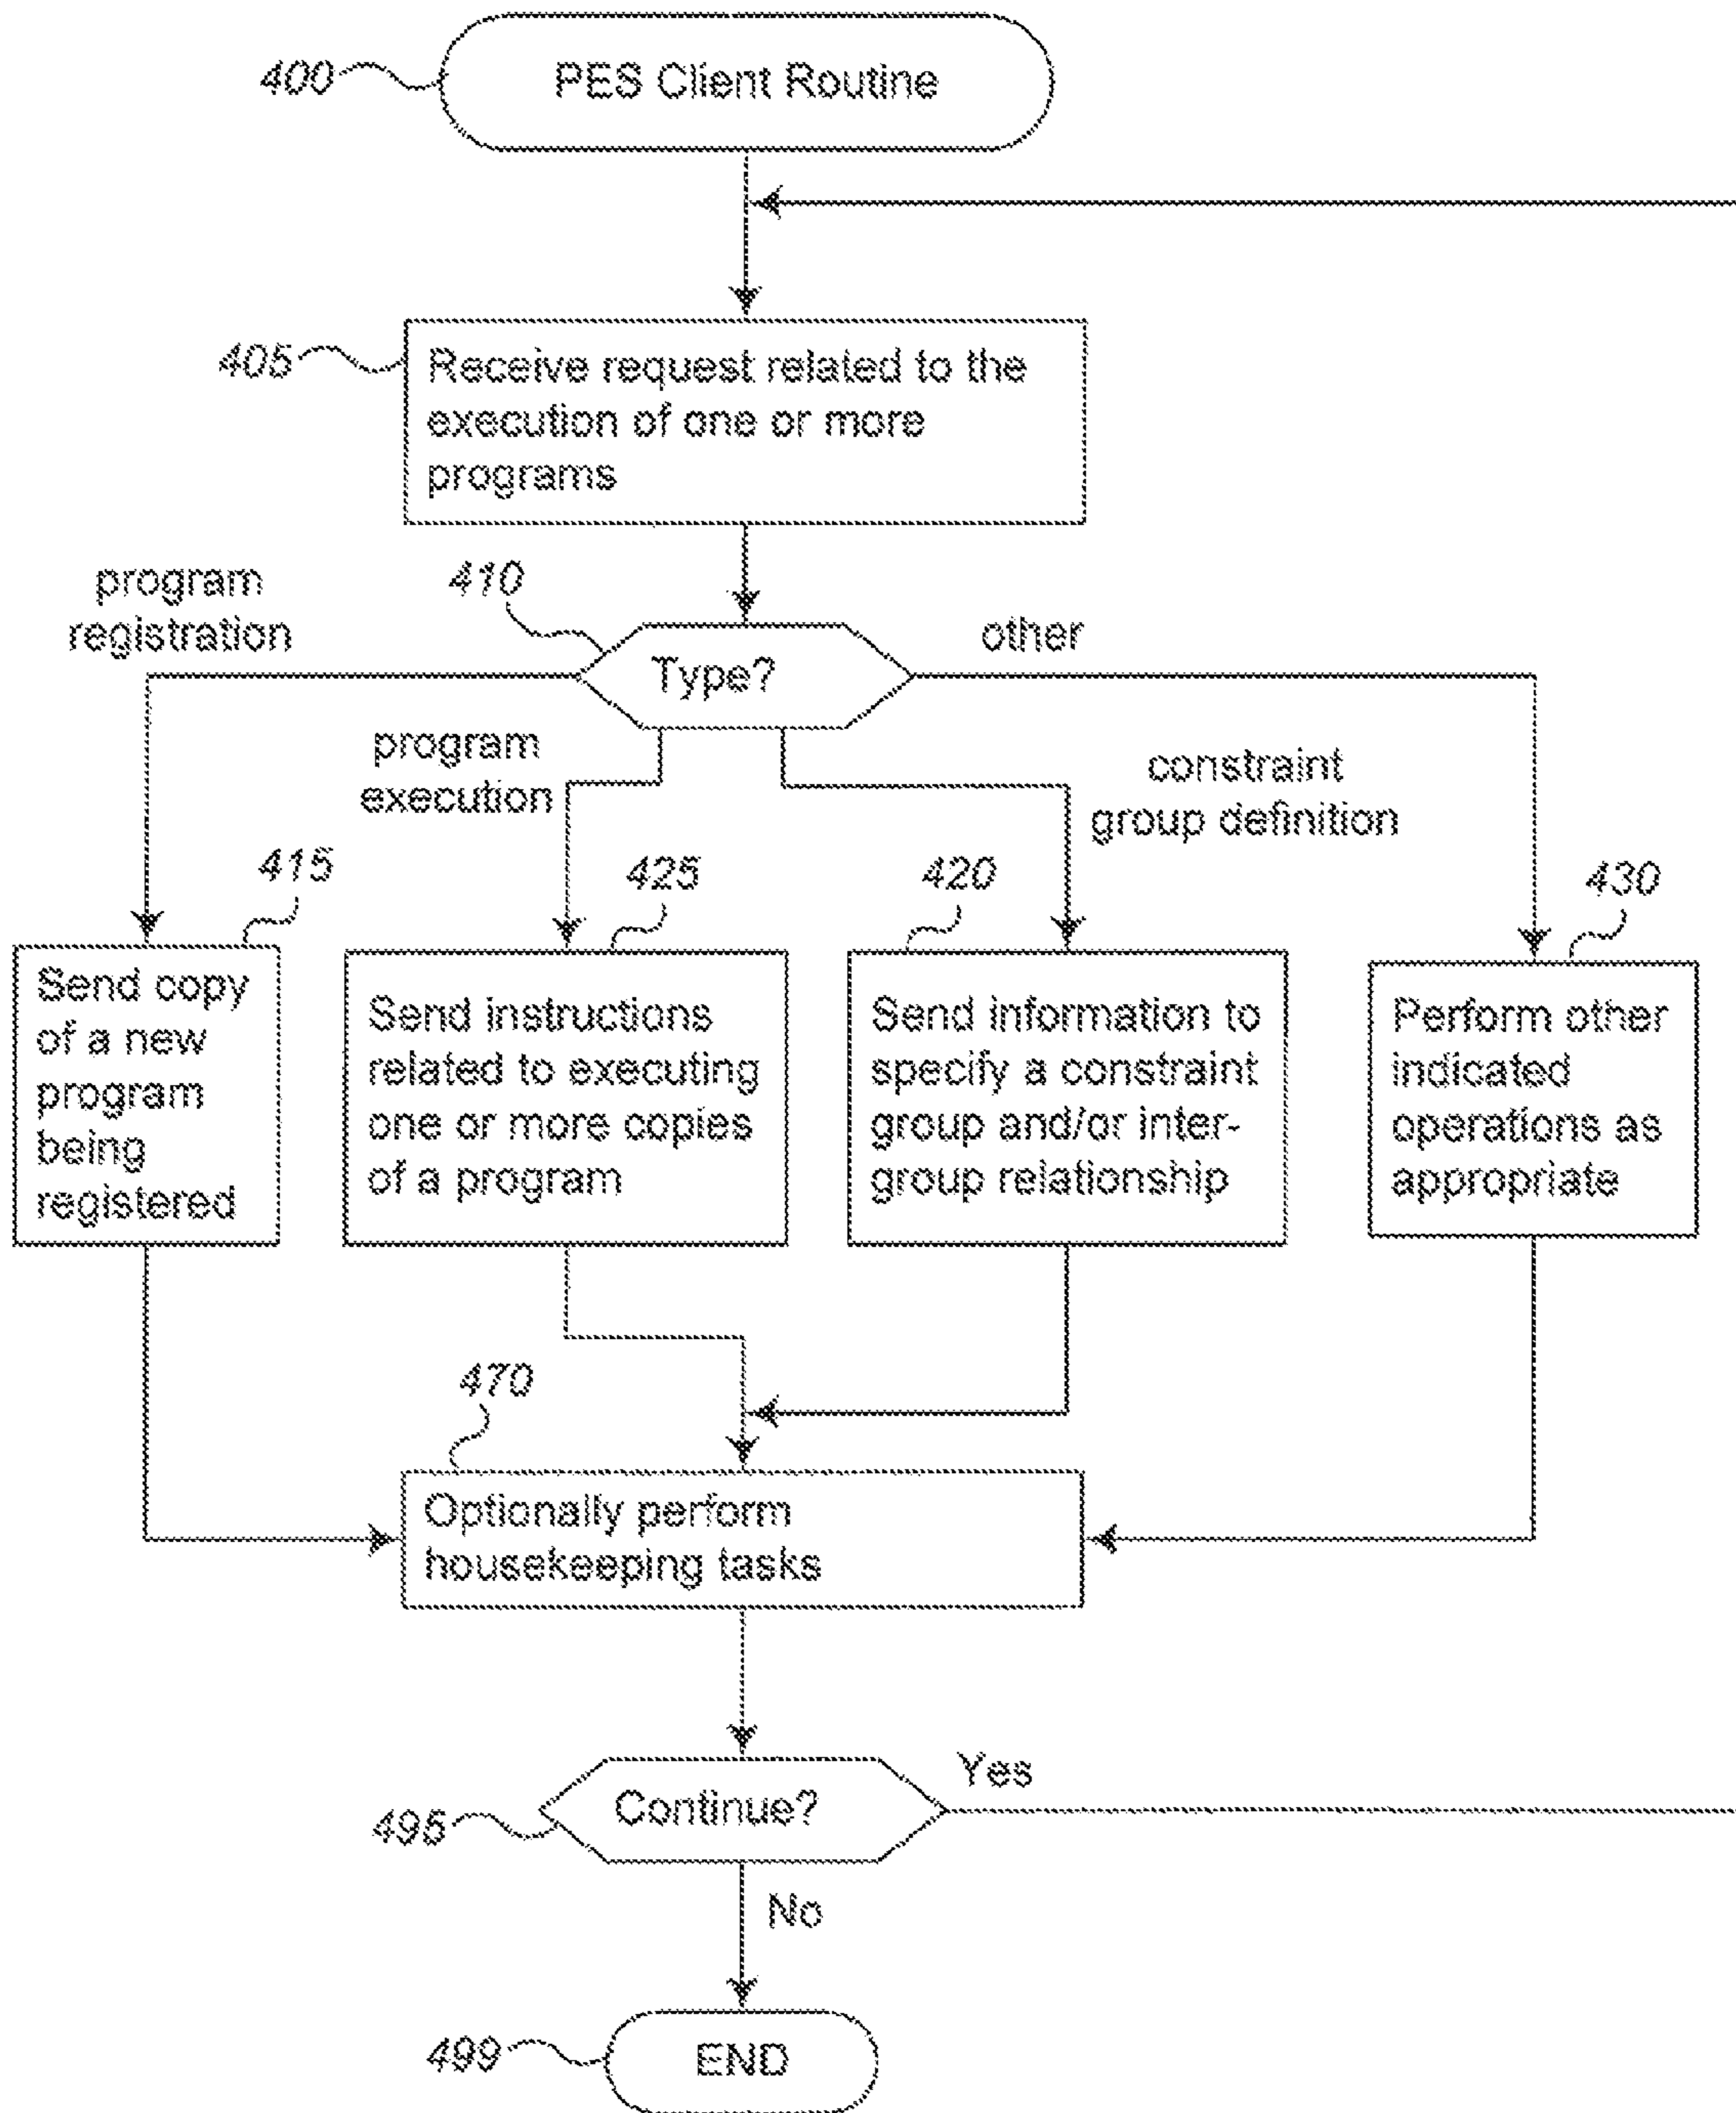 400
PES Client Routine
405
Receive request related to the
execution of one or more
programs
410
program
registration
Type?
other
program
execution
constraint
group definition
415
425
420
430
Send copy
of a new
program
being
registered
Send instructions
related to executing
one or more copies
of a program
Send information to
specify a constraint
group and/or inter-
group relationship
Perform other
indicated
operations as
appropriate
470
Optionally perform
housekeeping tasks
495
Continue?
Yes
No
499
END